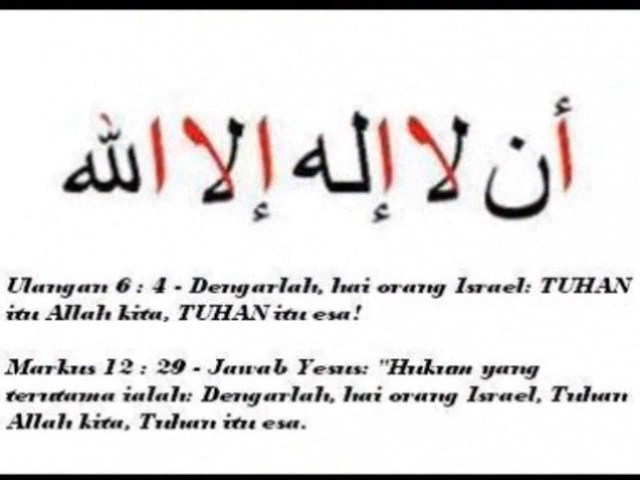 أن لا إله إلا الله
Ulangan 6 : 4 - Dengarlah, hai orang Israel: TUHAN
itu Allah kita, TUHAN itu esa!
Markus 12 : 29 - Jawab Yesus: "Hukum yang
terutama ialah: Dengarlah, hai orang Israel, Tuhan
Allah kita, Tuhan itu esa.